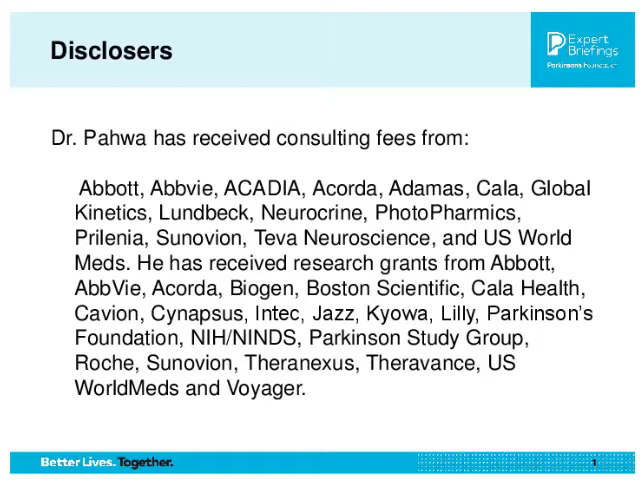 Disclosers
Expert
Briefings
Parkinson's Foundation
Dr. Pahwa has received consulting fees from:
Abbott, Abbvie, ACADIA, Acorda, Adamas, Cala, Global
Kinetics, Lundbeck, Neurocrine, PhotoPharmics,
Prilenia, Sunovion, Teva Neuroscience, and US World
Meds. He has received research grants from Abbott,
AbbVie, Acorda, Biogen, Boston Scientific, Cala Health,
Cavion, Cynapsus, Intec, Jazz, Kyowa, Lilly, Parkinson's
Foundation, NIH/NINDS, Parkinson Study Group,
Roche, Sunovion, Theranexus, Theravance, US
WorldMeds and Voyager.
Better Lives. Together.
1